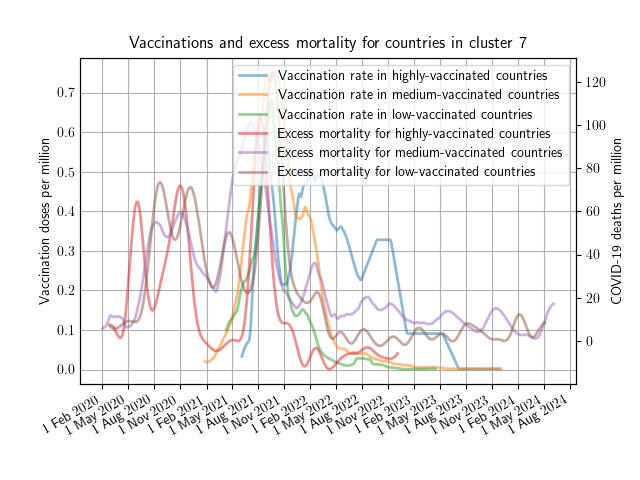 Vaccinations and excess mortality for countries in cluster 7
Vaccination rate in highly-vaccinated countries
Vaccination rate in medium-vaccinated countries
Vaccination rate in low-vaccinated countries
Excess mortality for highly-vaccinated countries
Excess mortality for medium-vaccinated countries
Excess mortality for low-vaccinated countries
Vaccination doses per million
0.7
0.6
0.5
0.4
0.3
0.2
0.1
0.0
120
100
80
60
40
20
0
COVID-19 deaths per million
1 Feb 2020
1 May 2020
1 Aug 2020
1 Nov 2020
1 Feb 2021
1 May 2021
1 Aug 2021
1 Nov 2021
1 Feb 2022
1 May 2022
1 Aug 2022
1 Nov 2022
1 Feb 2023
1 May 2023
1 Aug 2023
1 Nov 2023
1 Feb 2024
1 May 2024
1 Aug 2024